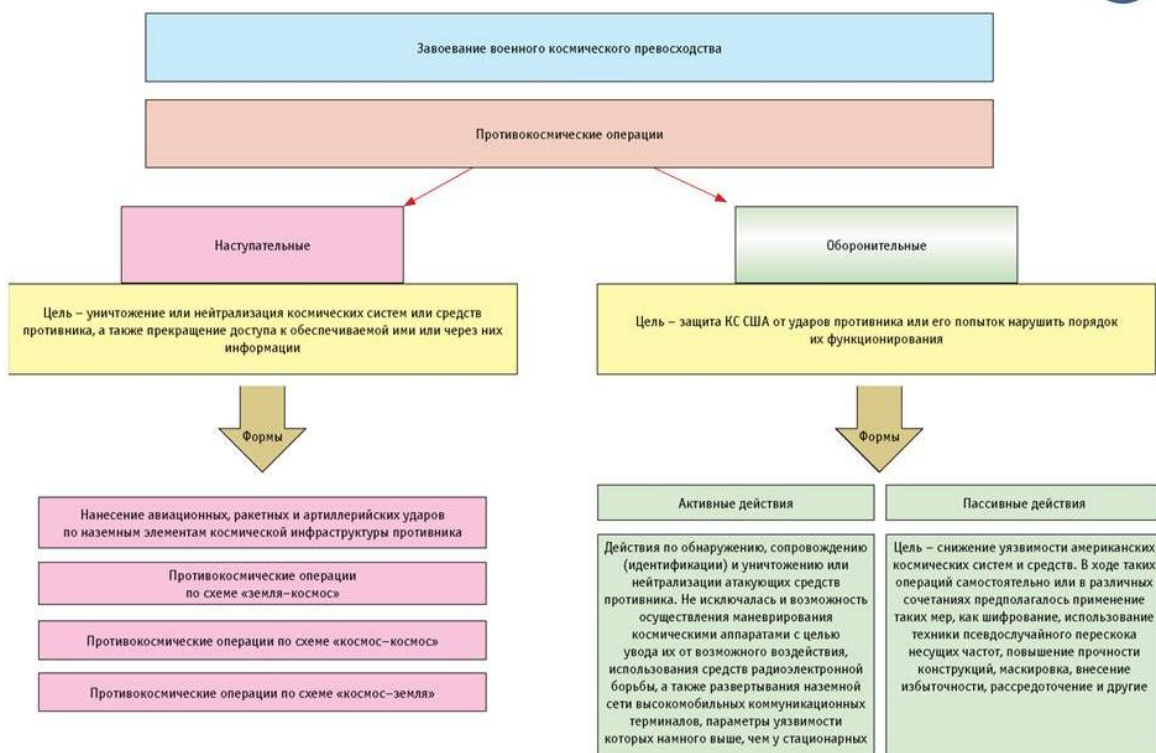 Завоевание военного космического превосходства
Противокосмические операции
Наступательные
Цель – уничтожение или нейтрализация космических систем или средств
противника, а также прекращение доступа к обеспечиваемой ими или через них
информации
Формы
Нанесение авиационных, ракетных и артиллерийских ударов
по наземным элементам космической инфраструктуры противника
Противокосмические операции
по схеме «земля–космос»
Противокосмические операции по схеме «космос–космос»
Противокосмические операции по схеме «космос–земля»
Оборонительные
Цель – защита КС США от ударов противника или его попыток нарушить порядок
их функционирования
Формы
Активные действия
Действия по обнаружению, сопровождению
(идентификации) и уничтожению или
нейтрализации атакующих средств
противника. Не исключалась и возможность
осуществления маневрирования
космическими аппаратами с целью
увода их от возможного воздействия,
использования средств радиоэлектронной
борьбы, а также развертывания наземной
сети высокомобильных коммуникационных
терминалов, параметры уязвимости
которых намного выше, чем у стационарных
Пассивные действия
Цель – снижение уязвимости американских
космических систем и средств. В ходе таких
операций самостоятельно или в различных
сочетаниях предполагалось применение
таких мер, как шифрование, использование
техники псевдослучайного перескока
несущих частот, повышение прочности
конструкций, маскировка, внесение
избыточности, рассредоточение и другие